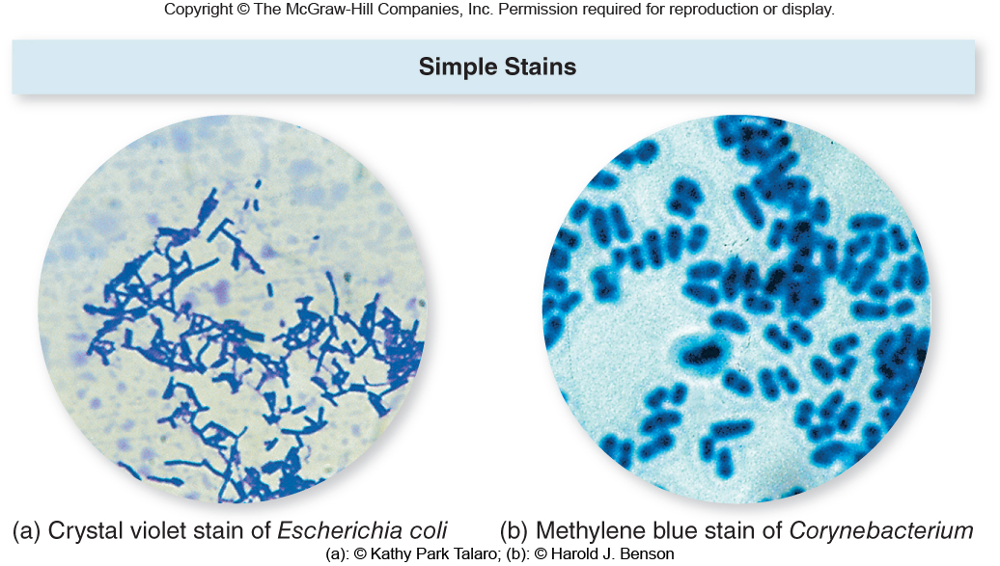 Copyright © The McGraw-Hill Companies, Inc. Permission required for reproduction or display.
Simple Stains
(a) Crystal violet stain of Escherichia coli
(b) Methylene blue stain of Corynebacterium
(a): © Kathy Park Talaro; (b): © Harold J. Benson